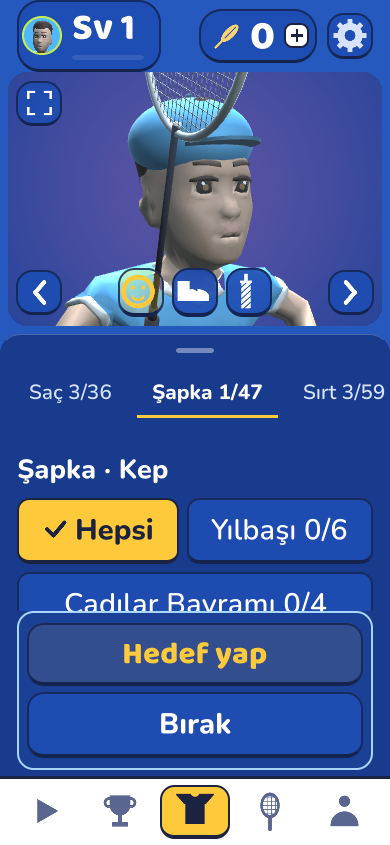 Sv 1
0
Saç 3/36
Şapka 1/47
Sırt 3/59
Şapka · Kep
Hepsi
Yılbaşı 0/6
Cadılar Bayramı 0/4
Hedef yap
Bırak